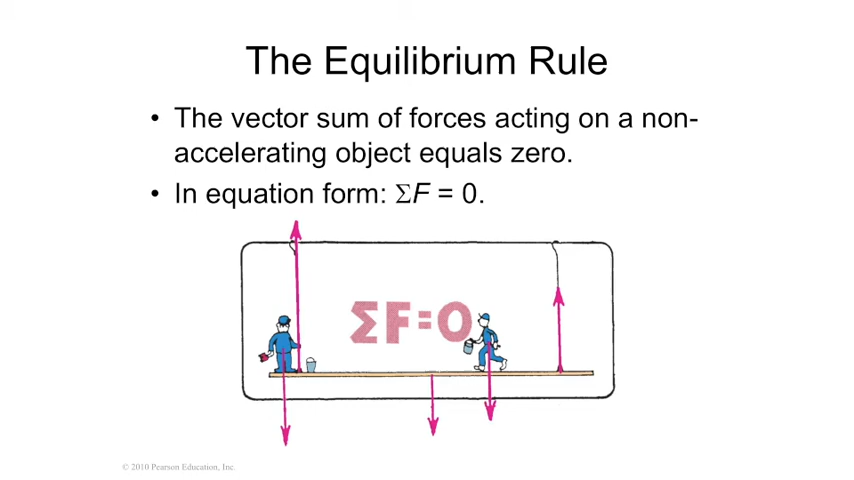 The Equilibrium Rule
• The vector sum of forces acting on a non-
accelerating object equals zero.
• In equation form: ΣF = 0.
ΣF=0
© 2010 Pearson Education, Inc.